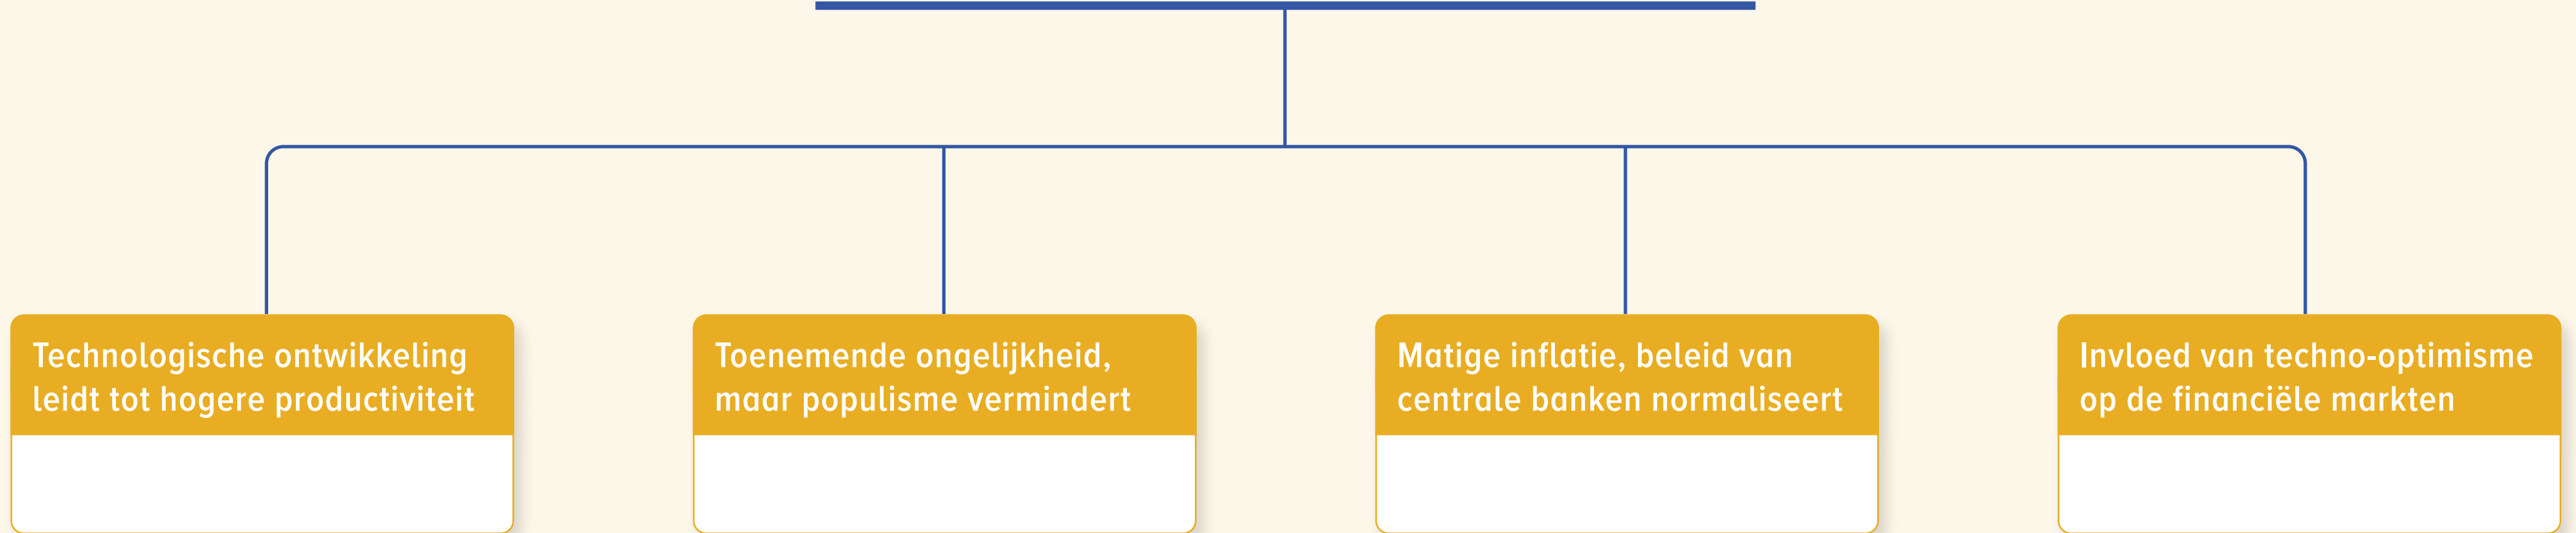 Technologische ontwikkeling
leidt tot hogere productiviteit
Toenemende ongelijkheid,
maar populisme vermindert
Matige inflatie, beleid van
centrale banken normaliseert
Invloed van techno-optimisme
op de financiële markten